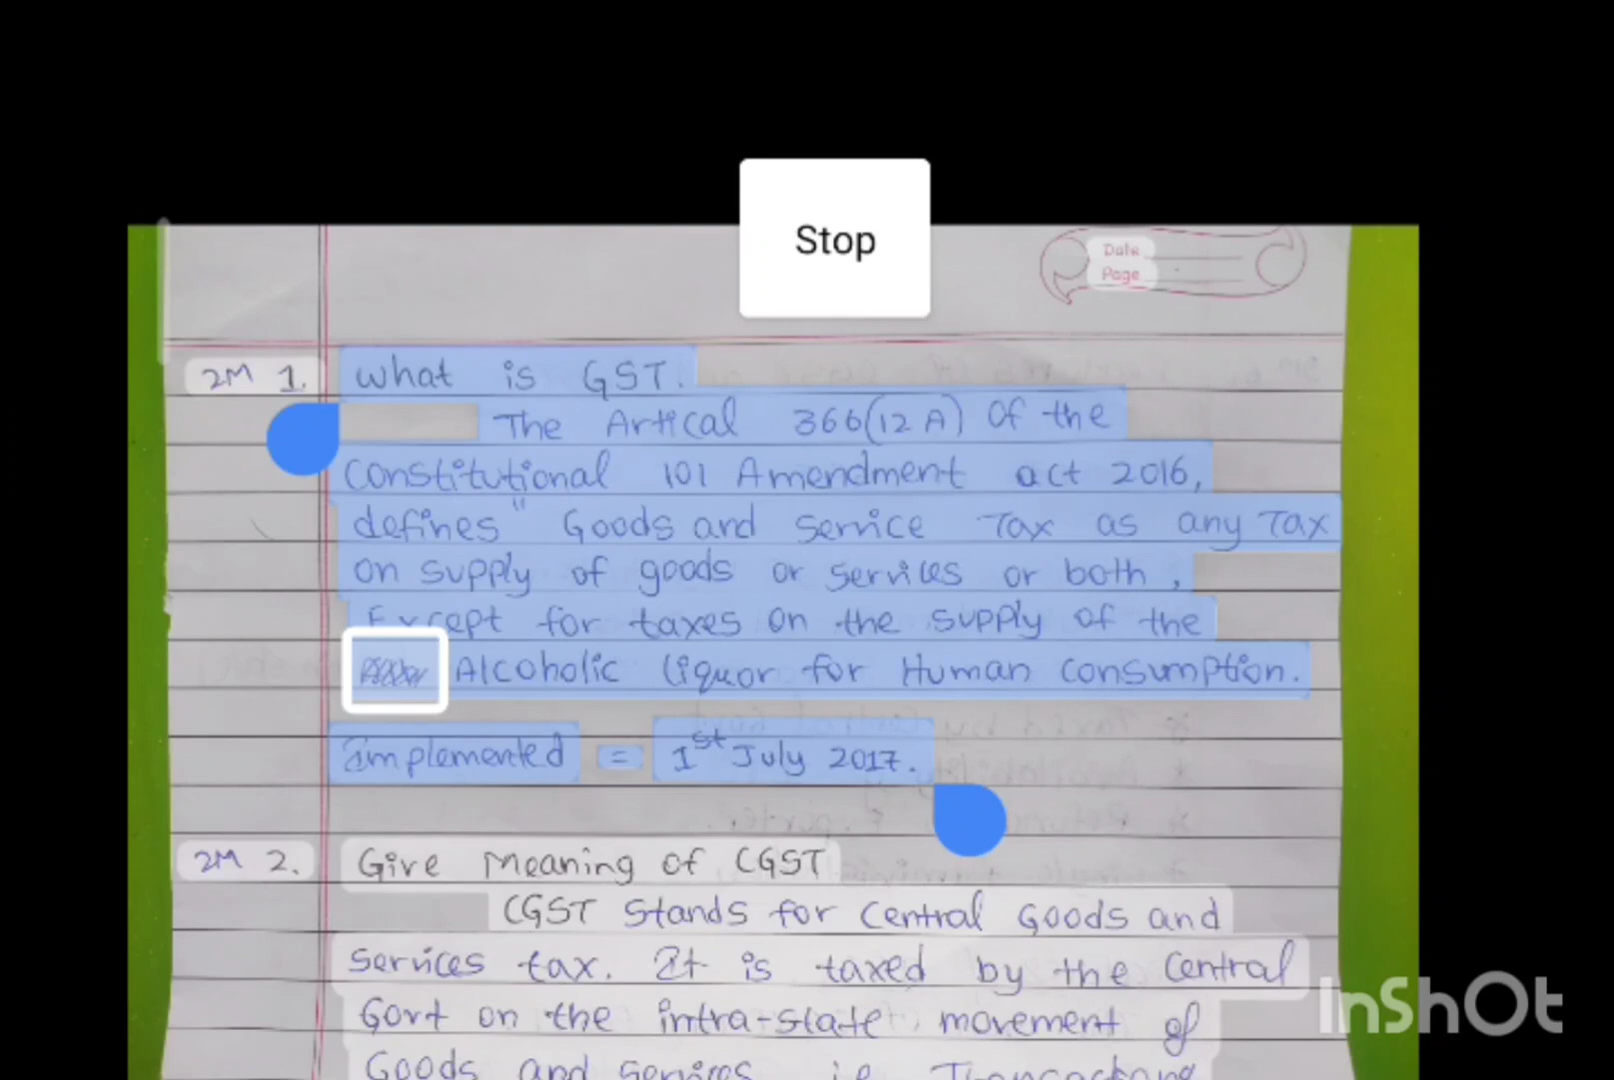 Stop
Date
Page
2M 1. what is GST.
The Artical 366(12 A) Of the
Constitutional 101 Amendment act 2016,
defines " Goods and service Tax as any Tax
on supply of goods or services or both,
Except for taxes on the supply of the
Alcoholic liquor for Human consumption.
implemented = 1st July 2017.
2M 2. Give Meaning of CGST
CGST Stands for Central Goods and
Services tax. It is taxed by the Central
Govt on the intra-state movement of
Goods and services i.e
InShOt